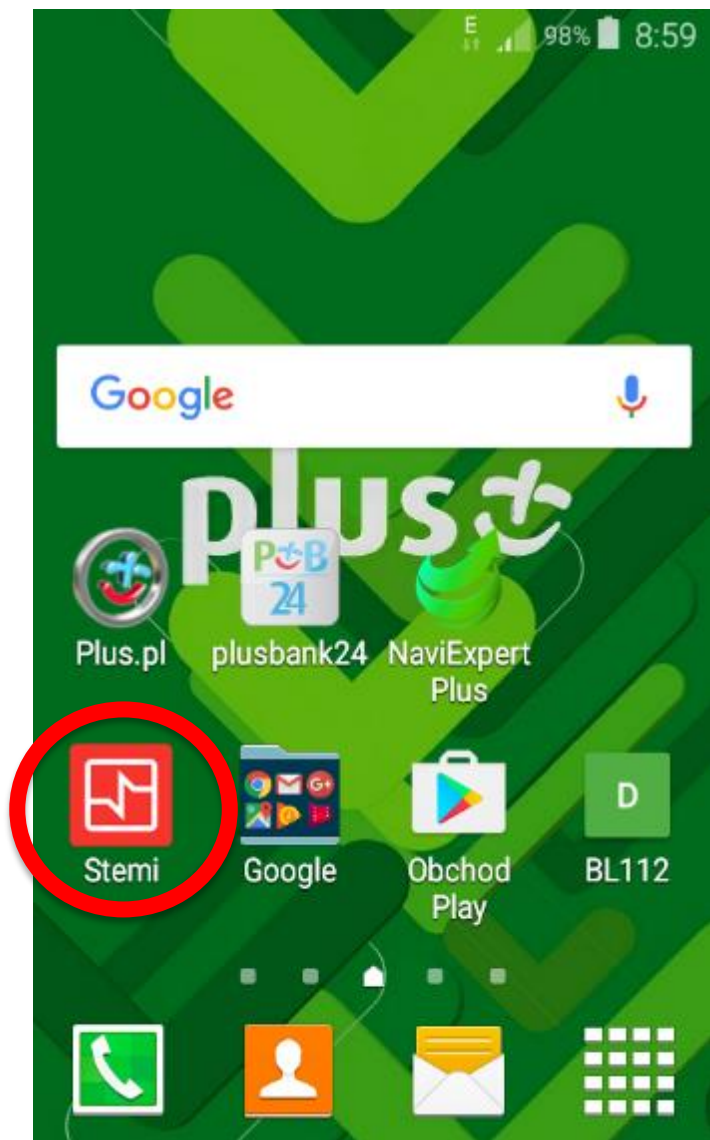 E 98% 8:59
Google
plus
P B
24
Plus.pl plusbank24 NaviExpert
Plus
G+
D
Stemi Google Obchod BL112
Play